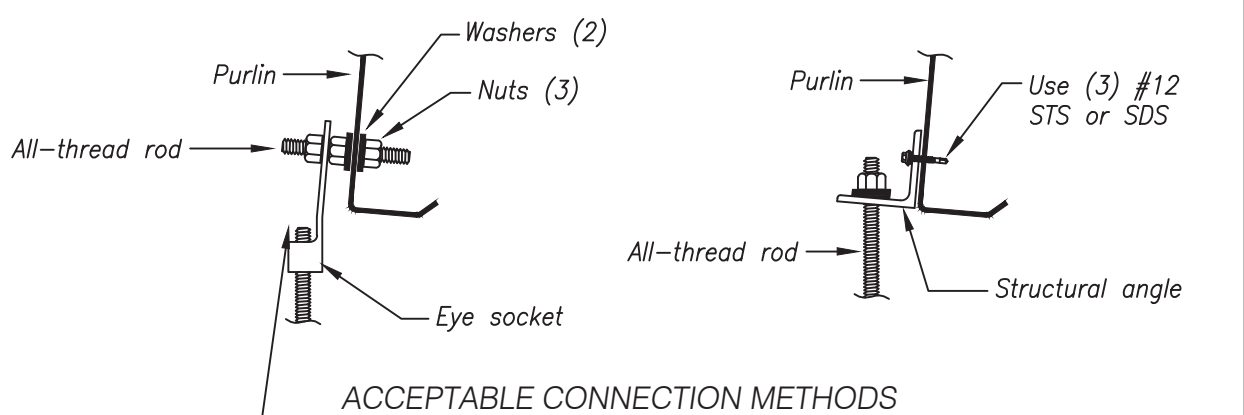 Washers (2)
Purlin
Nuts (3)
All-thread rod
Eye socket
Purlin
Use (3) #12
STS or SDS
All-thread rod
Structural angle
ACCEPTABLE CONNECTION METHODS